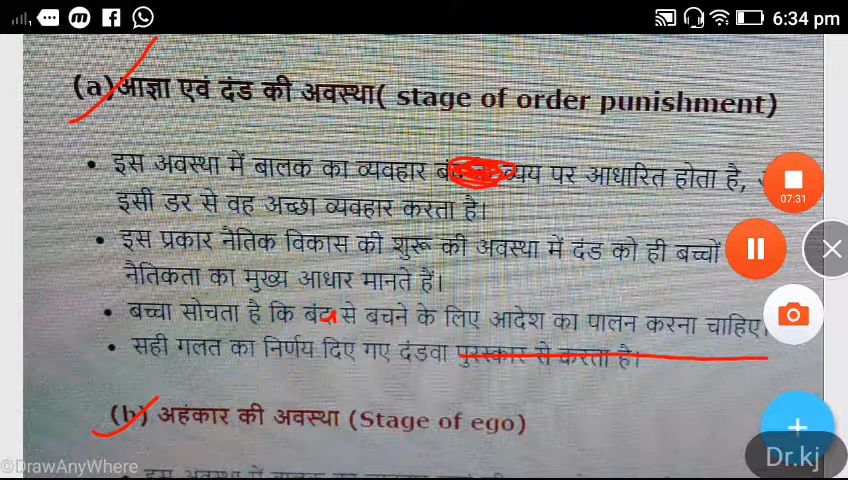 6:34 pm
(a) आज्ञा एवं दंड की अवस्था( stage of order punishment)
• इस अवस्था में बालक का व्यवहार पर आधारित होता है,
इसी डर से वह अच्छा व्यवहार करता है।
• इस प्रकार नैतिक विकास की शुरू की अवस्था में दंड को ही बच्चों
नैतिकता का मुख्य आधार मानते हैं।
• बच्चा सोचता है कि से बचने के लिए आदेश का पालन करना चाहिए
• सही गलत का निर्णय दिए गए दंडवा पुरस्कार से करता है।
07:31
(b) अहंकार की अवस्था (Stage of ego)
©DrawAnyWhere
Dr.kj